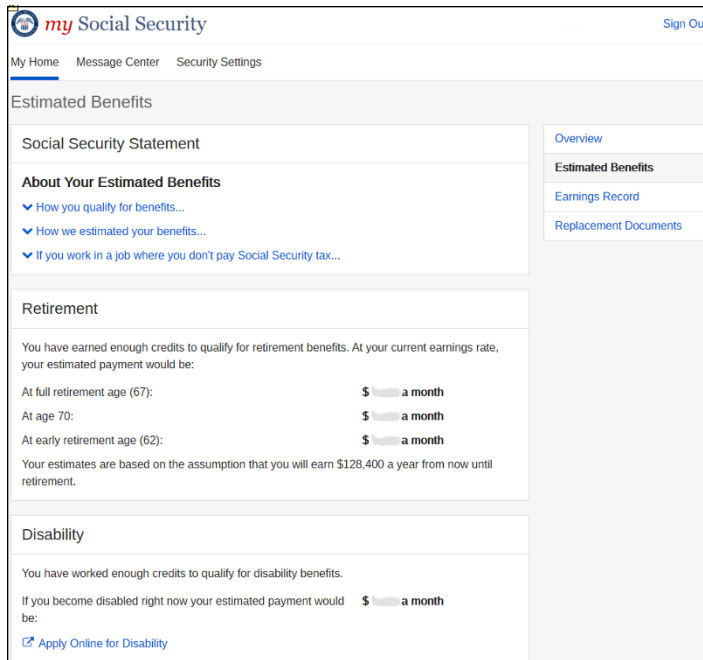 my Social Security
Sign Ou
My Home Message Center Security Settings
Estimated Benefits
Social Security Statement
About Your Estimated Benefits
How you qualify for benefits...
How we estimated your benefits...
If you work in a job where you don't pay Social Security tax...
Overview
Estimated Benefits
Earnings Record
Replacement Documents
Retirement
You have earned enough credits to qualify for retirement benefits. At your current earnings rate,
your estimated payment would be:
At full retirement age (67): $ a month
At age 70: $ a month
At early retirement age (62): $ a month
Your estimates are based on the assumption that you will earn $128,400 a year from now until
retirement.
Disability
You have worked enough credits to qualify for disability benefits.
If you become disabled right now your estimated payment would $ a month
be:
Apply Online for Disability